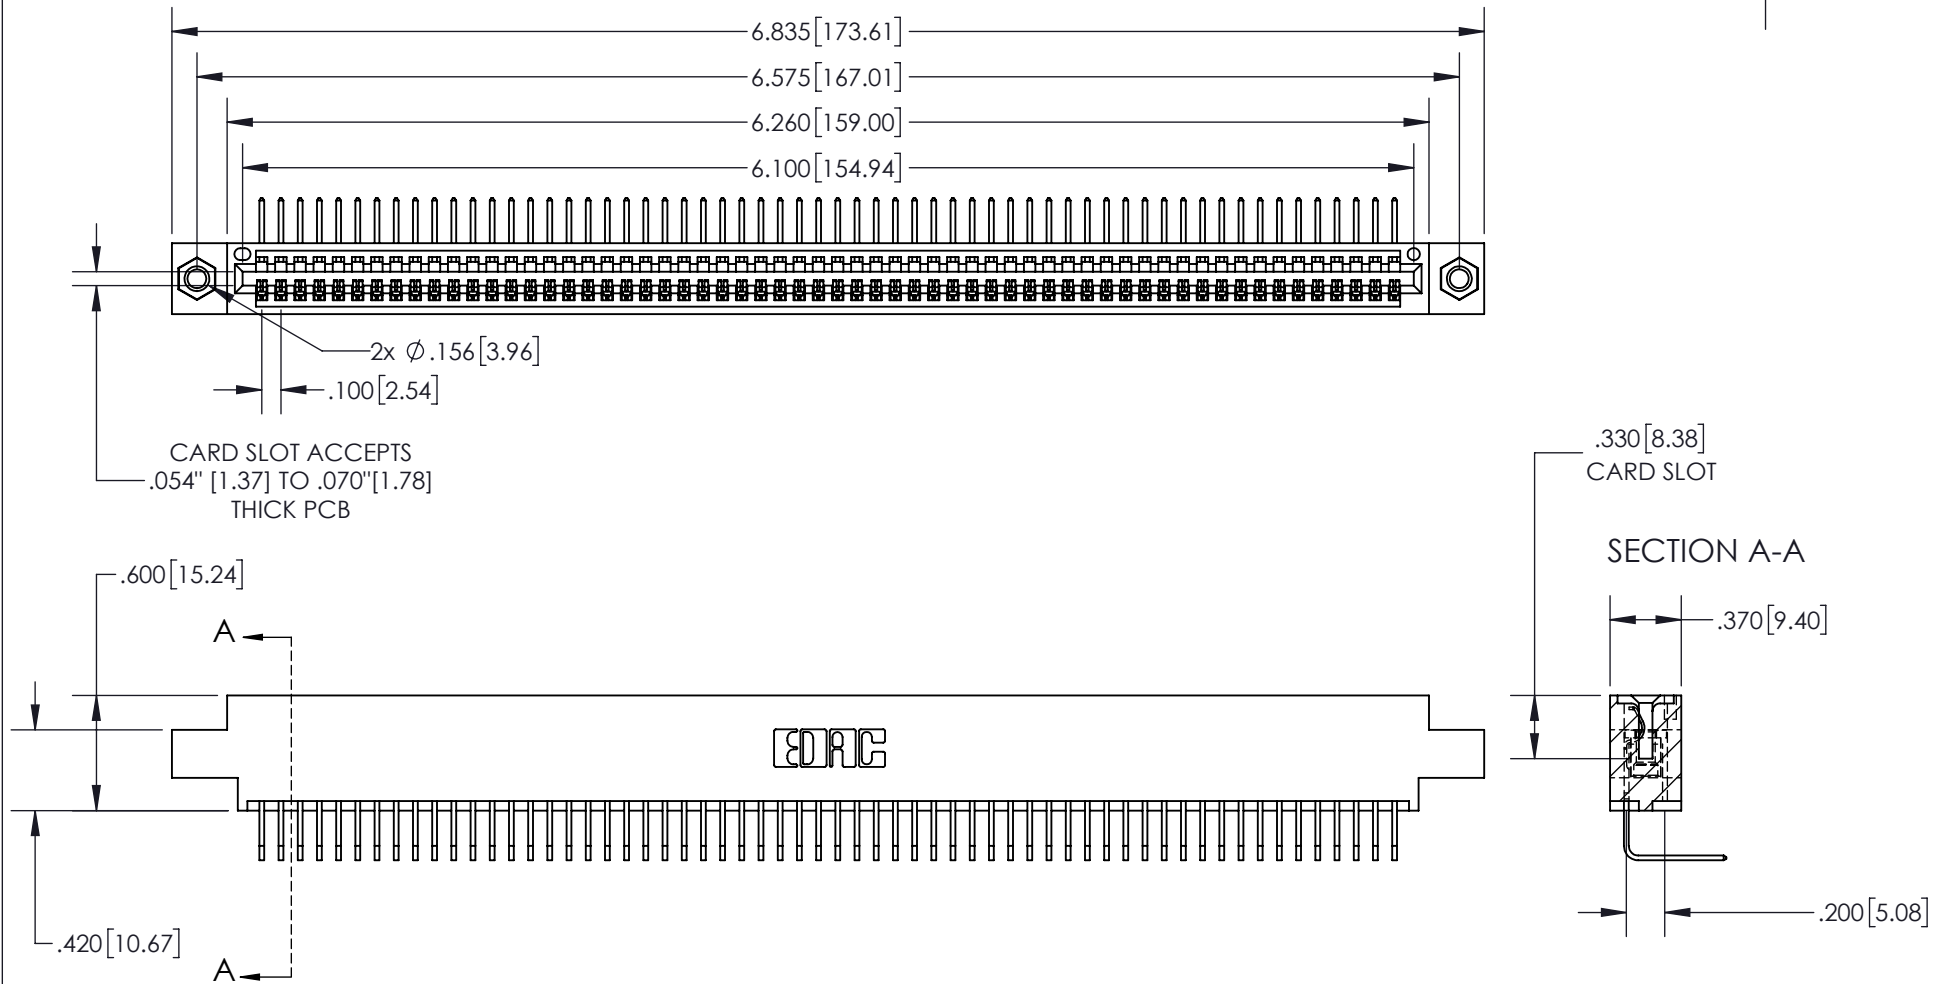 6.835[173.61]
6.575[167.01]
6.260[159.00]
6.100[154.94]
2x Ø.156[3.96]
.100[2.54]
CARD SLOT ACCEPTS
.054" [1.37] TO .070"[1.78]
THICK PCB
.330[8.38]
CARD SLOT
SECTION A-A
.600[15.24]
.370[9.40]
A
EDAC
.200[5.08]
.420[10.67]
A